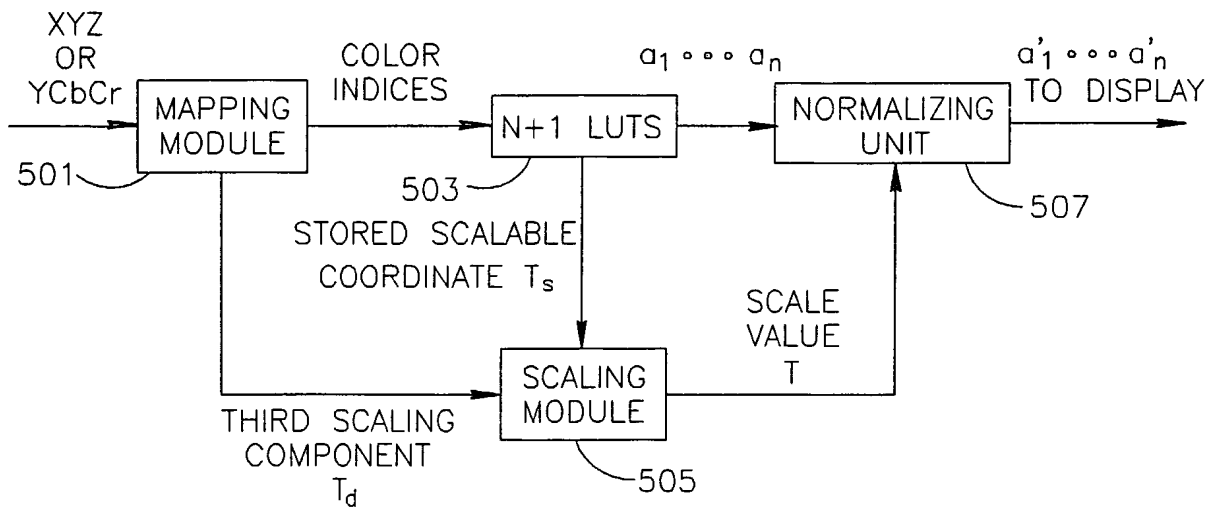 XYZ
OR
YCbCr
MAPPING
MODULE
501
COLOR
INDICES
N+1 LUTS
503
a₁ ∘∘∘ aₙ
NORMALIZING
UNIT
507
a'₁ ∘∘∘ a'ₙ
TO DISPLAY
STORED SCALABLE
COORDINATE Tₛ
SCALE
VALUE
T
SCALING
MODULE
505
THIRD SCALING
COMPONENT
T_d